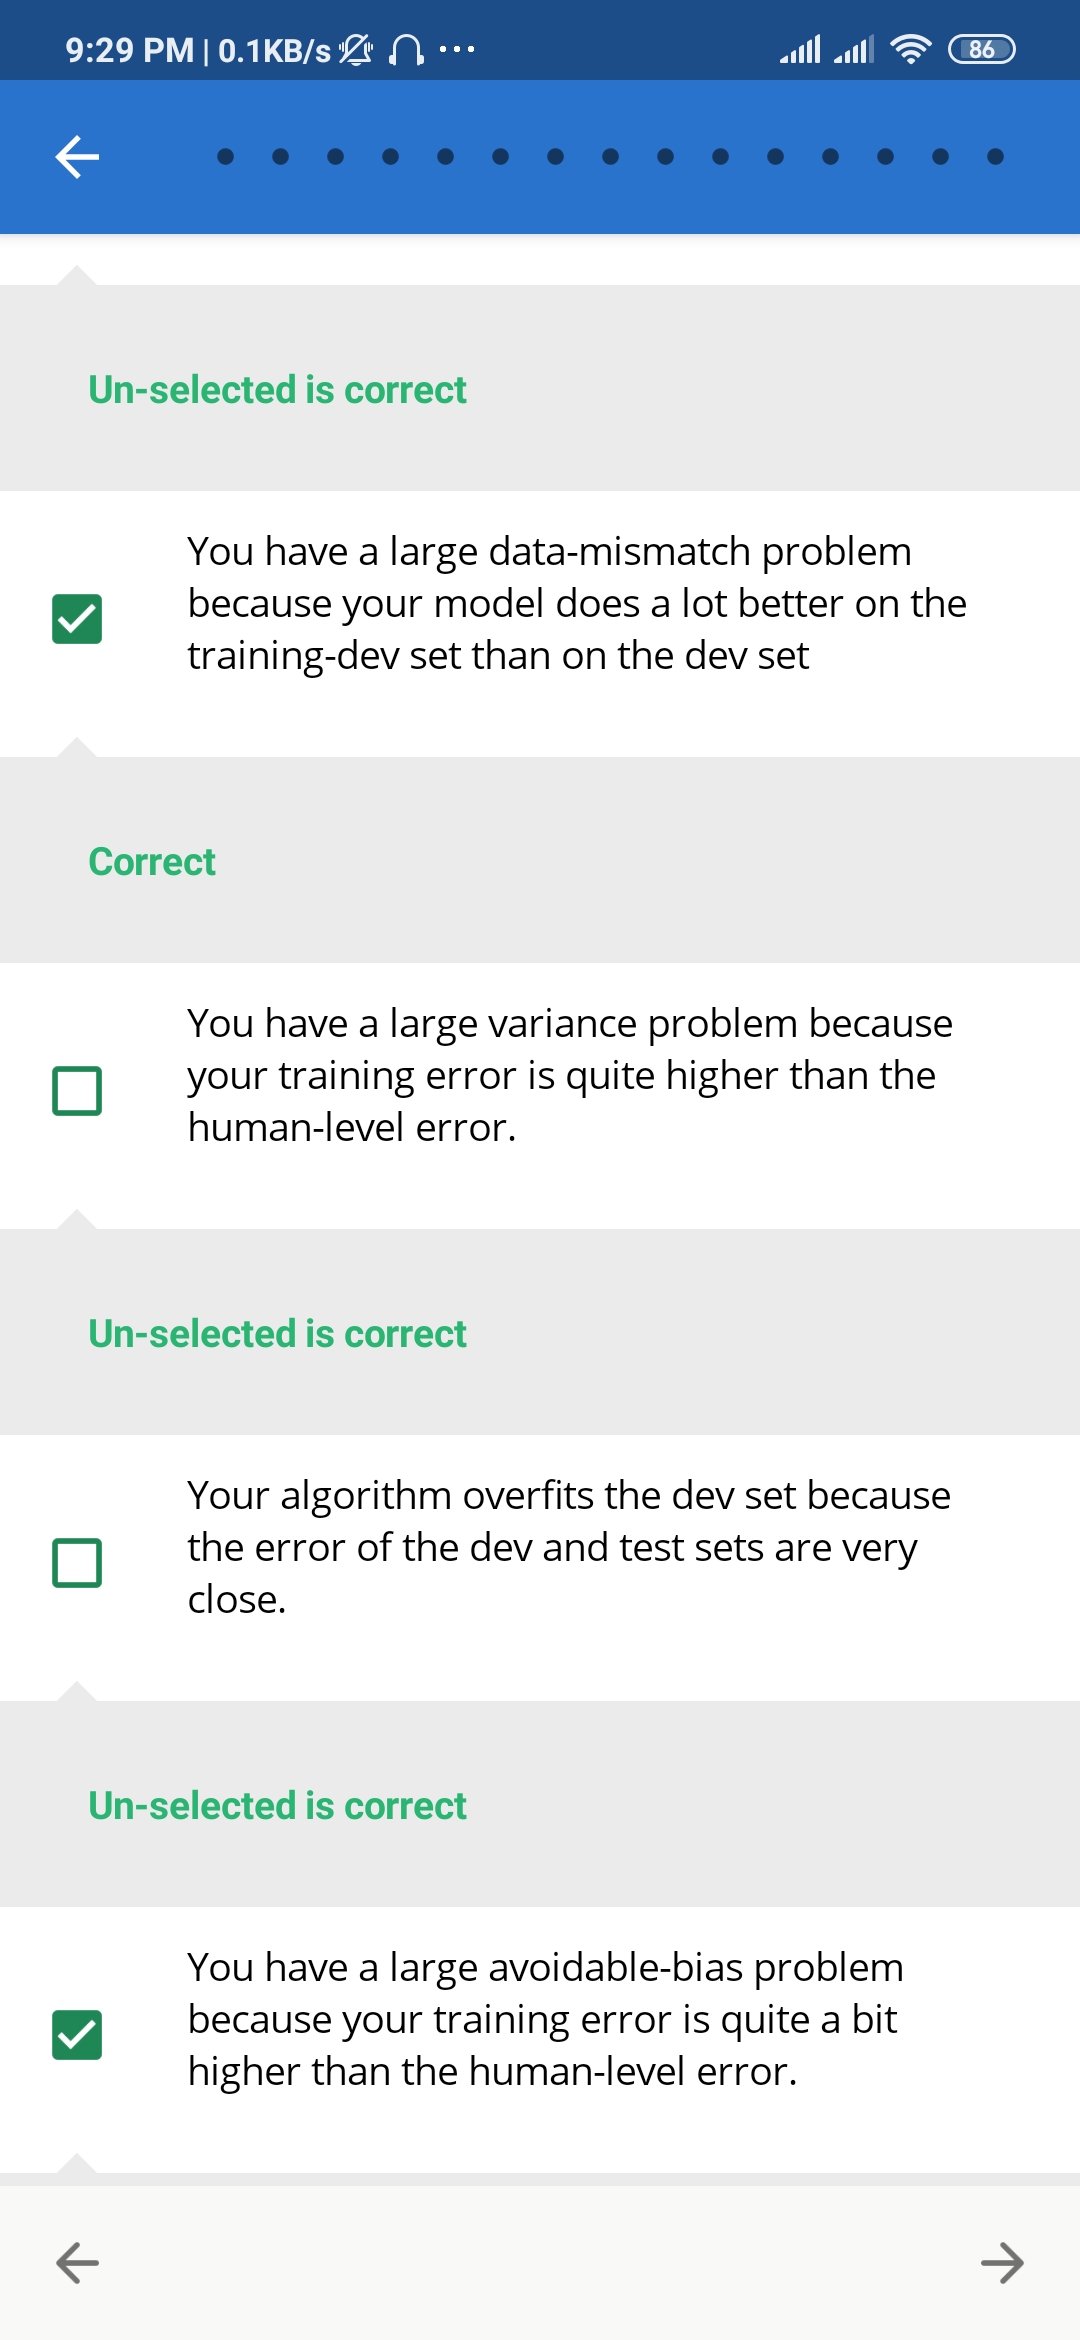 9:29 PM | 0.1KB/s ... 86
Un-selected is correct
You have a large data-mismatch problem
because your model does a lot better on the
training-dev set than on the dev set
Correct
You have a large variance problem because
your training error is quite higher than the
human-level error.
Un-selected is correct
Your algorithm overfits the dev set because
the error of the dev and test sets are very
close.
Un-selected is correct
You have a large avoidable-bias problem
because your training error is quite a bit
higher than the human-level error.